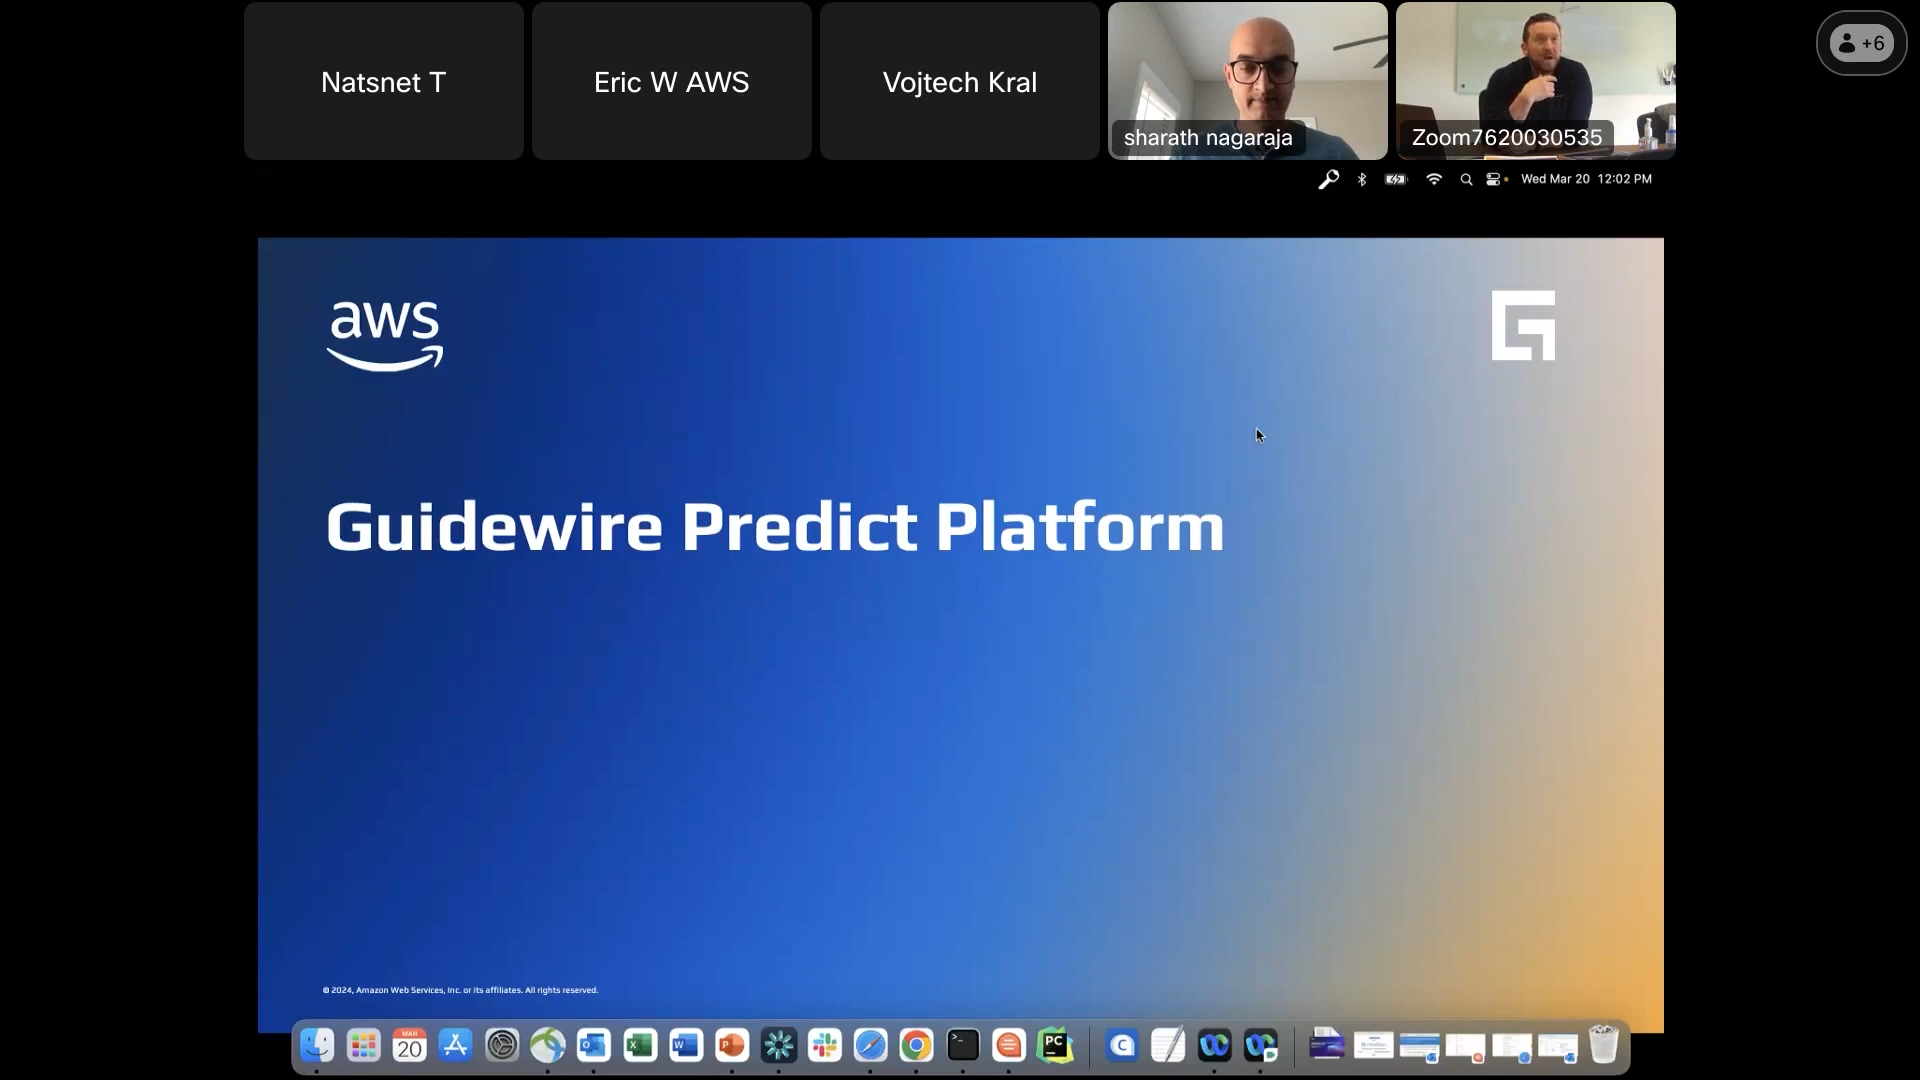 Natsnet T
Eric W AWS
Vojtech Kral
sharath nagaraja
Zoom7620030535
+6
Wed Mar 20 12:02 PM
aws
Guidewire Predict Platform
© 2024, Amazon Web Services, Inc. or its affiliates. All rights reserved.
MAR
20
PC
C